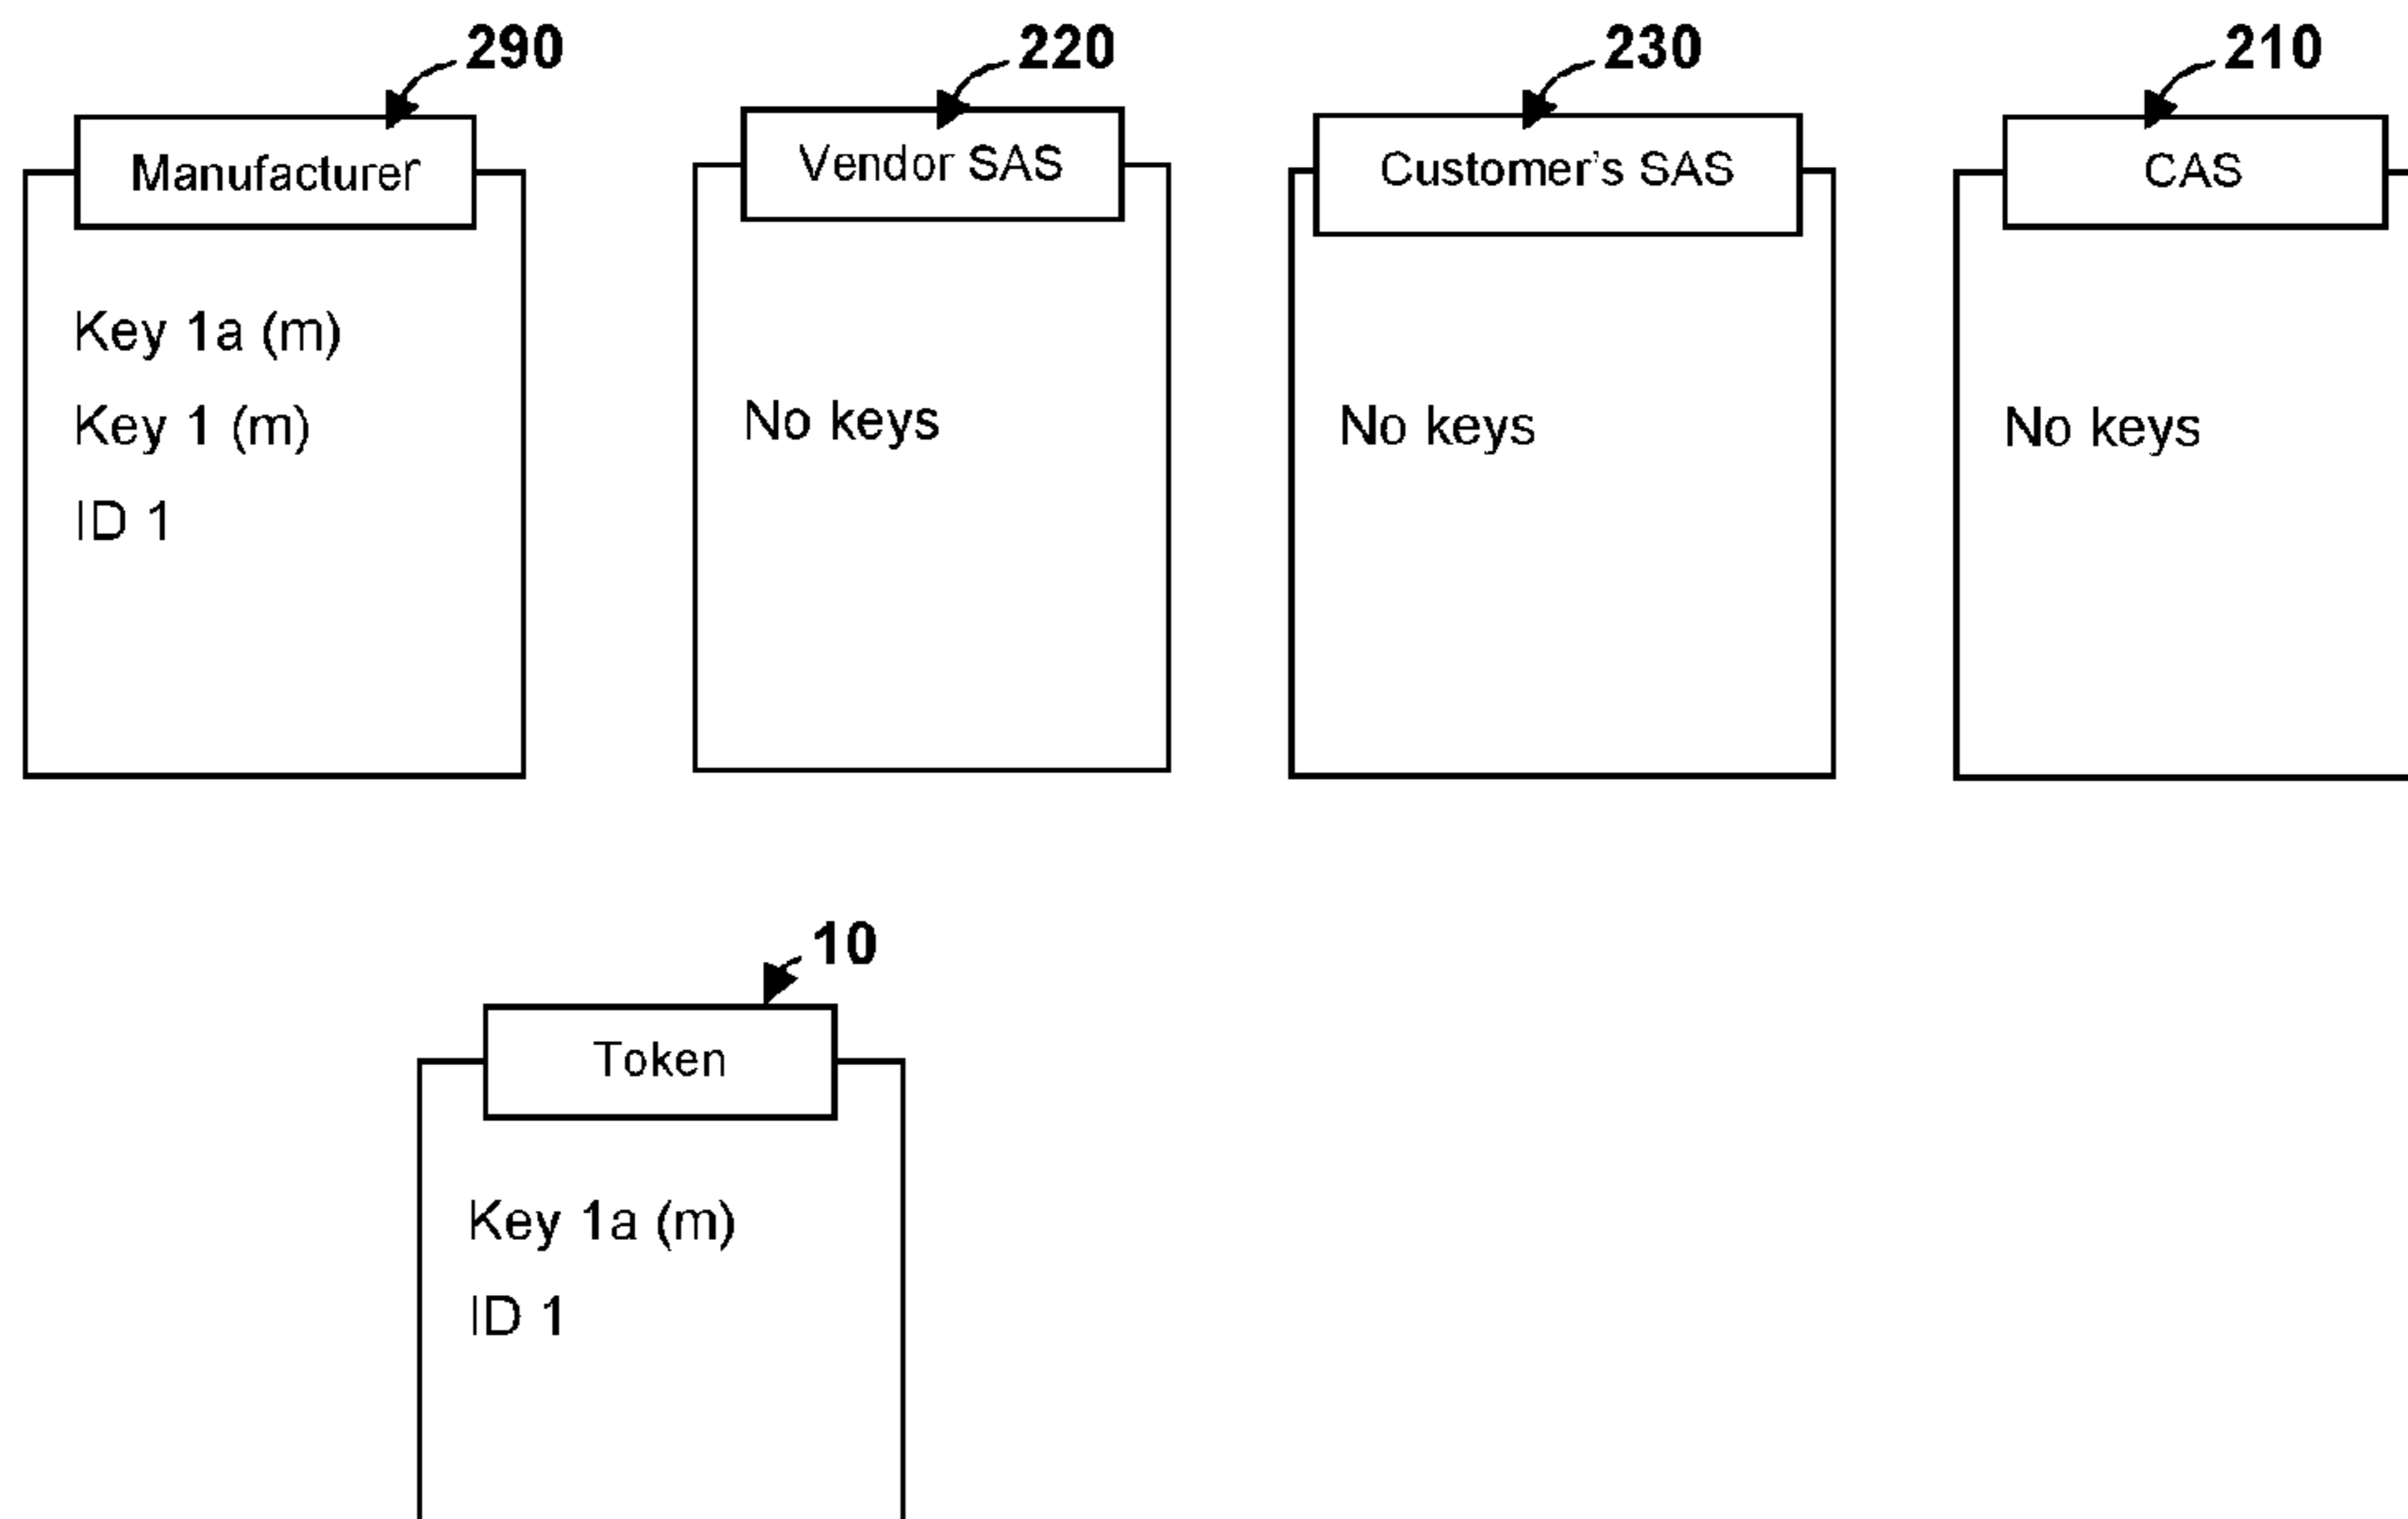 290
220
230
210
Manufacturer
Vendor SAS
Customer's SAS
CAS
Key 1a (m)
Key 1 (m)
ID 1
No keys
No keys
No keys
10
Token
Key 1a (m)
ID 1